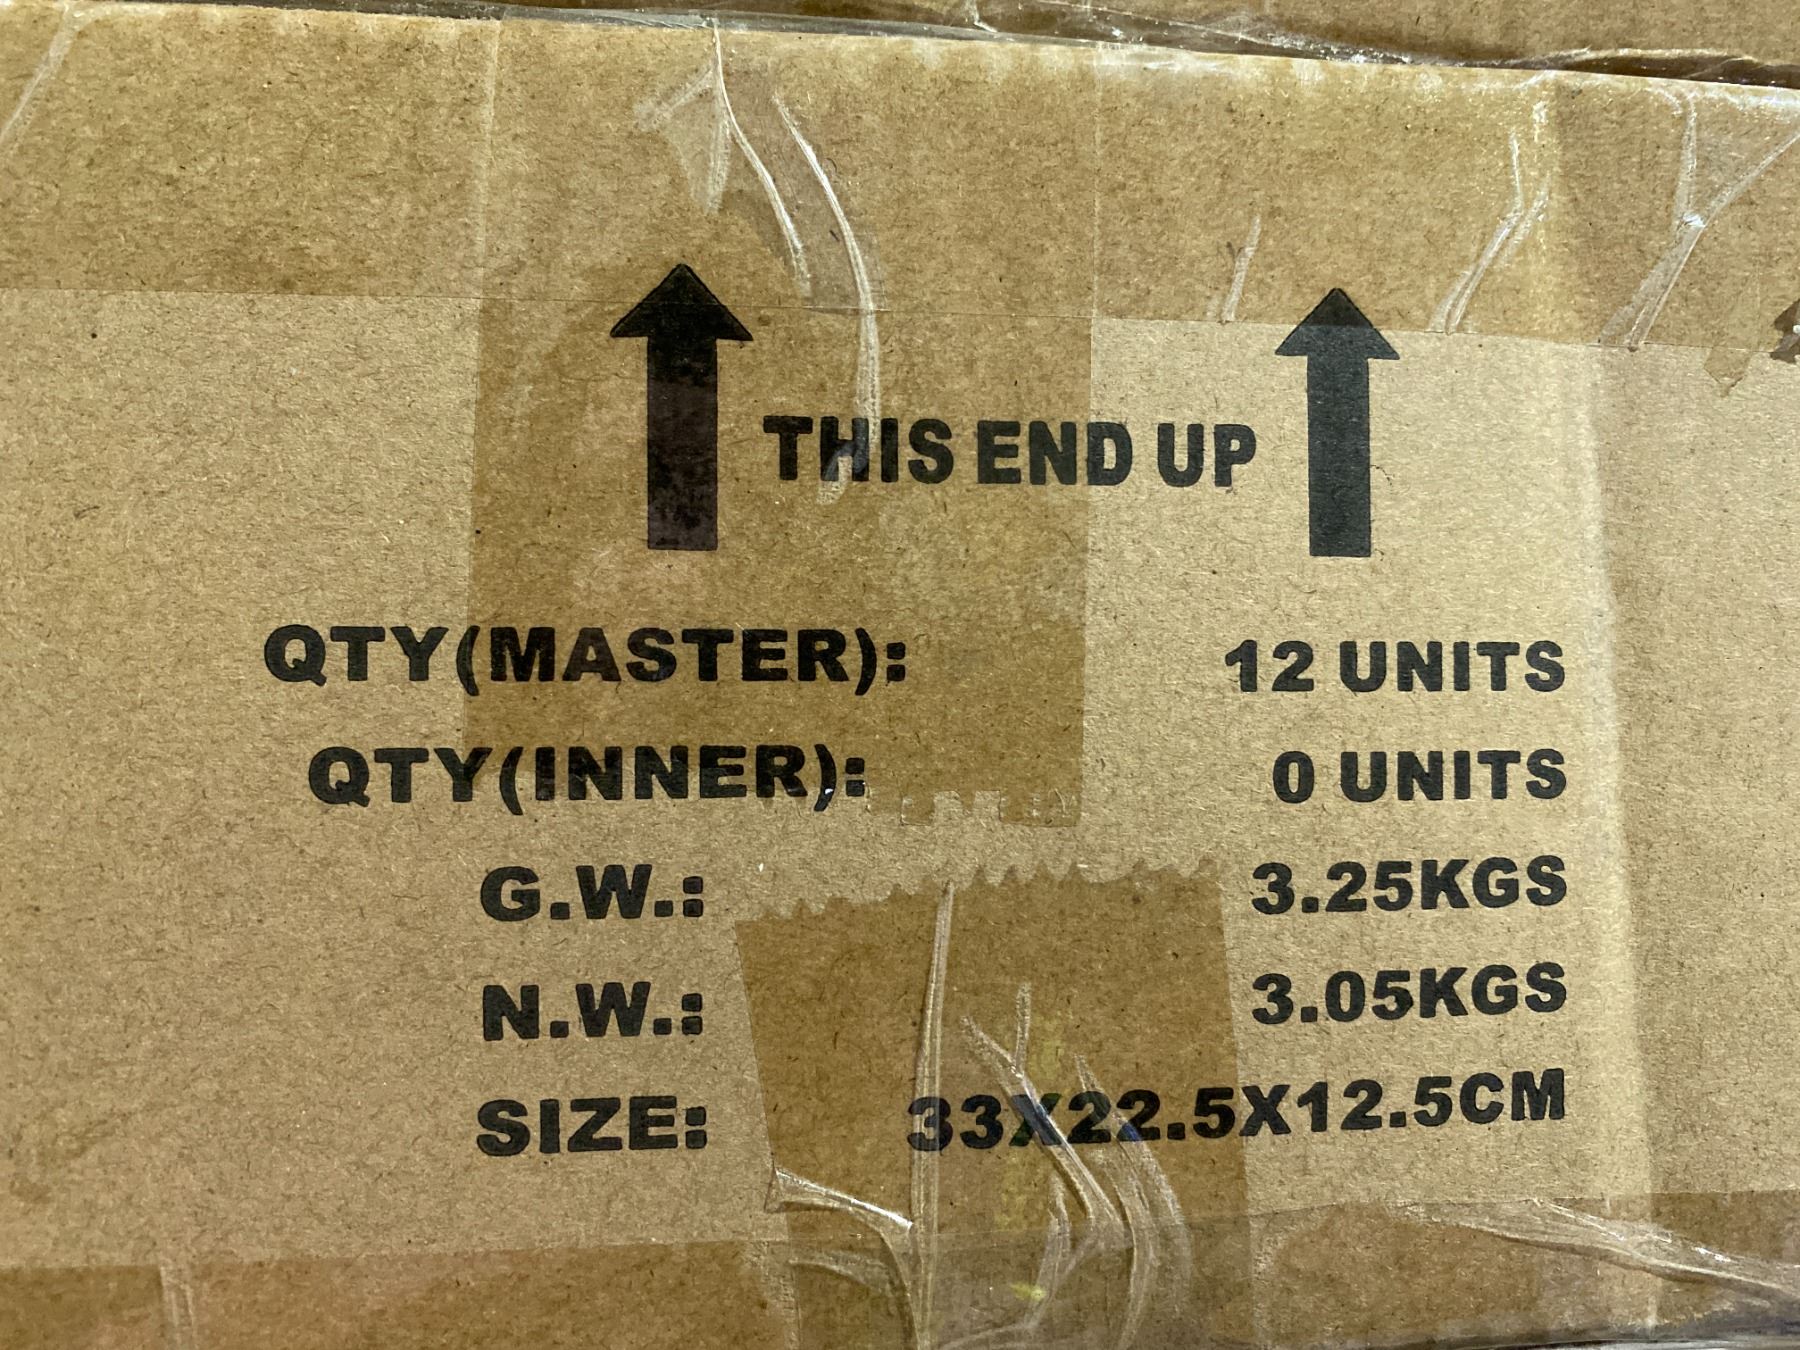 THIS END UP
QTY(MASTER): 12 UNITS
QTY(INNER): 0 UNITS
G.W.: 3.25KGS
N.W.: 3.05KGS
SIZE: 33X22.5X12.5CM